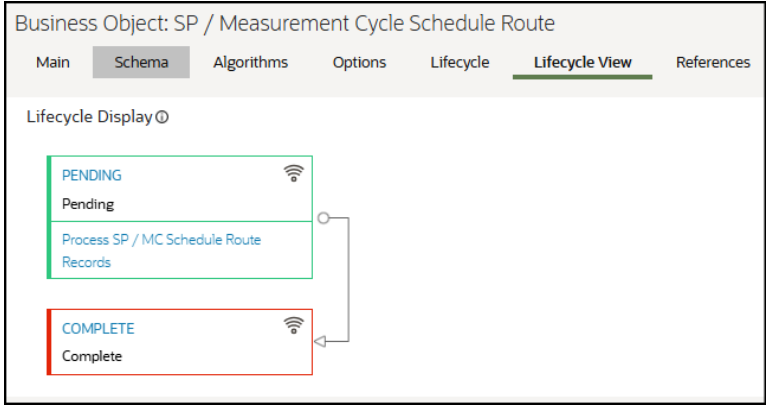 Business Object: SP / Measurement Cycle Schedule Route
Main Schema Algorithms Options Lifecycle Lifecycle View References
Lifecycle Display
PENDING
Pending
Process SP / MC Schedule Route
Records
COMPLETE
Complete